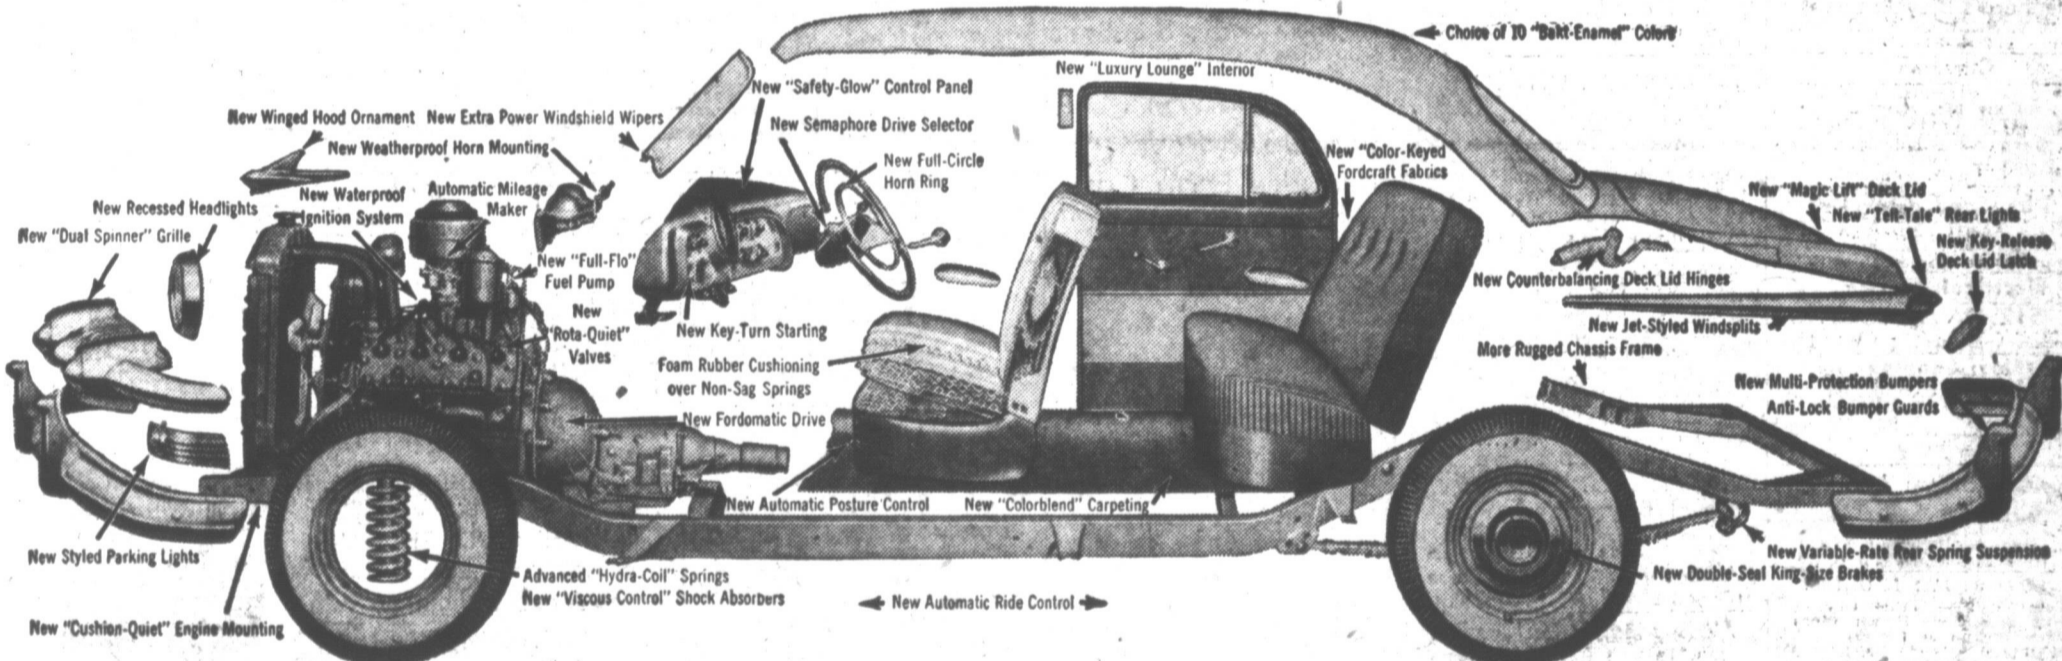 Choice of 10 "Bakt-Enamel" Colors
New "Luxury Lounge" Interior
New "Safety-Glow" Control Panel
New Winged Hood Ornament
New Extra Power Windshield Wipers
New Semaphore Drive Selector
New Weatherproof Horn Mounting
New Full-Circle
Horn Ring
New "Color-Keyed
Fordcraft Fabrics
New Waterproof
Ignition System
Automatic Mileage
Maker
New "Magic Lift" Deck Lid
New Recessed Headlights
New "Tell-Tale" Rear Lights
New "Dual Spinner" Grille
New Key-Release
Deck Lid Latch
New "Full-Flo"
Fuel Pump
New Counterbalancing Deck Lid Hinges
New
"Rota-Quiet"
Valves
New Key-Turn Starting
New Jet-Styled Windsplits
More Rugged Chassis Frame
Foam Rubber Cushioning
over Non-Sag Springs
New Multi-Protection Bumpers
Anti-Lock Bumper Guards
New Fordomatic Drive
New Automatic Posture Control
New "Colorblend" Carpeting
New Styled Parking Lights
New Variable-Rate Rear Spring Suspension
New Double-Seal King-Size Brakes
Advanced "Hydra-Coil" Springs
New "Viscous Control" Shock Absorbers
New Automatic Ride Control
New "Cushion-Quiet" Engine Mounting